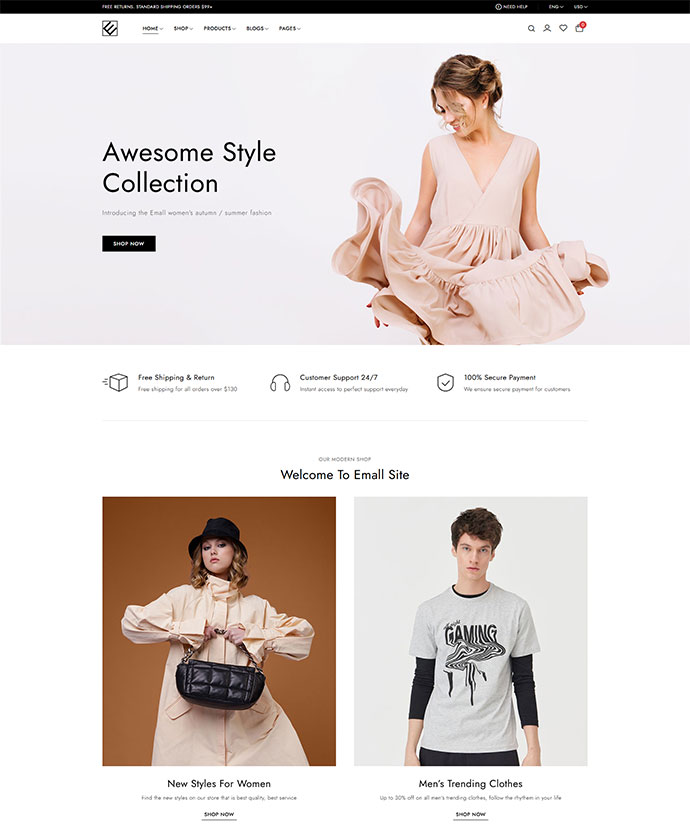 FREE RETURNS. STANDARD SHIPPING ORDERS $99+
NEED HELP
ENG
USD
HOME
SHOP
PRODUCTS
BLOGS
PAGES
0
Awesome Style
Collection
Introducing the Emall women's autumn / summer fashion
SHOP NOW
Free Shipping & Return
Free shipping for all orders over $130
Customer Support 24/7
Instant access to perfect support everyday
100% Secure Payment
We ensure secure payment for customers
OUR MODERN SHOP
Welcome To Emall Site
GAMING
New Styles For Women
Find the new styles on our store that is best quality, best service
SHOP NOW
Men's Trending Clothes
Up to 30% off on all men's trending clothes, follow the rhythm in your life
SHOP NOW